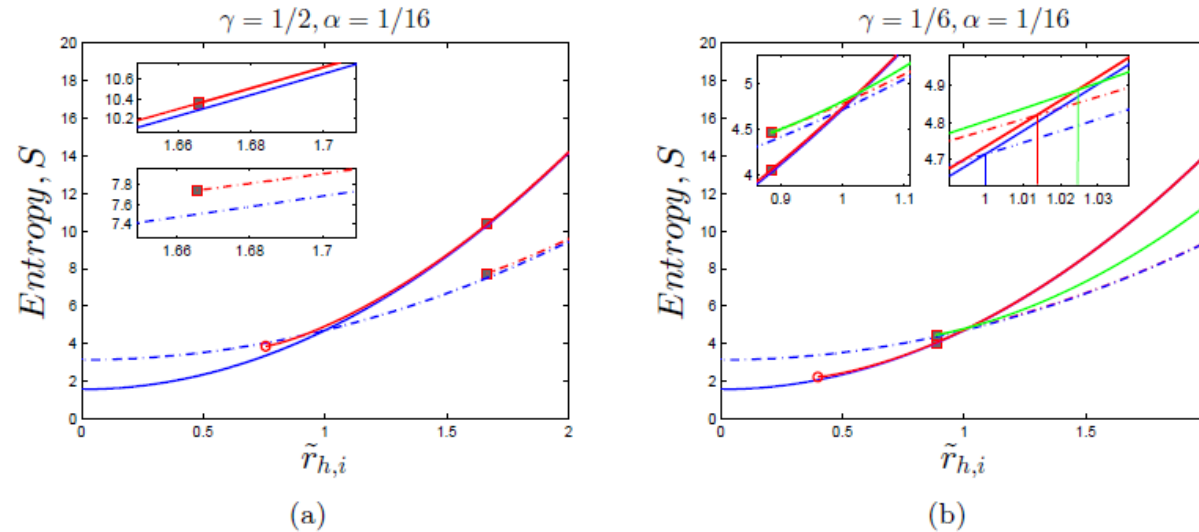 γ = 1/2, α = 1/16
20
18
16
14
12
10
8
6
4
2
0
Entropy, S
10.6
10.4
10.2
1.66 1.68 1.7
7.8
7.6
7.4
1.66 1.68 1.7
0 0.5 1 1.5 2
r̃h,i
(a)
γ = 1/6, α = 1/16
20
18
16
14
12
10
8
6
4
2
0
Entropy, S
5
4.5
4
0.9 1 1.1
4.9
4.8
4.7
1 1.01 1.02 1.03
0 0.5 1 1.5
r̃h,i
(b)